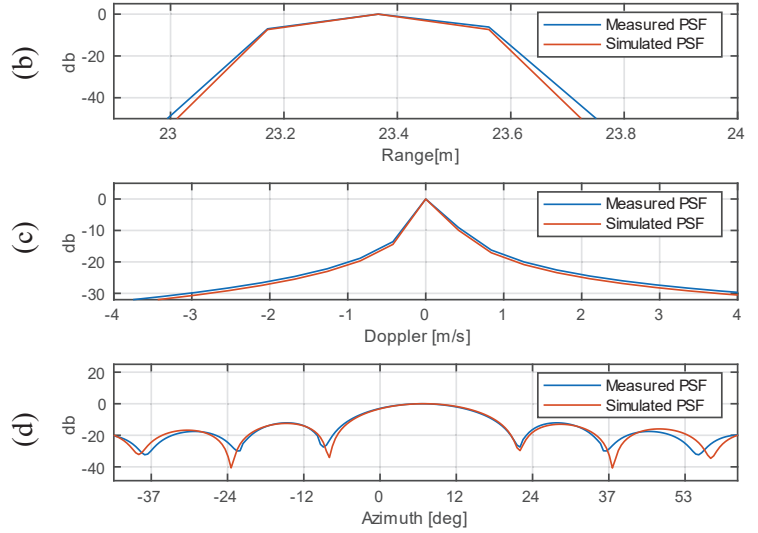 (b)
db
0
-20
-40
Measured PSF
Simulated PSF
23 23.2 23.4 23.6 23.8 24
Range[m]
(c)
db
0
-10
-20
-30
Measured PSF
Simulated PSF
-4 -3 -2 -1 0 1 2 3 4
Doppler [m/s]
(d)
db
20
0
-20
-40
Measured PSF
Simulated PSF
-37 -24 -12 0 12 24 37 53
Azimuth [deg]